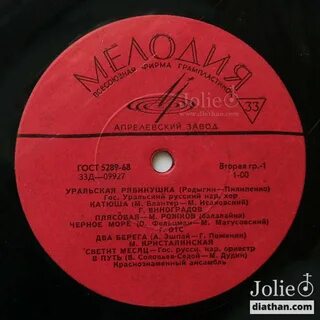 МЕЛОДИЯ
ВСЕСОЮЗНАЯ ФИРМА ГРАМПЛАСТИНОК
Jolie
diathan.com
33
АПРЕЛЕВСКИЙ ЗАВОД
ГОСТ 5289-68
33Д—09927
Вторая гр.-1
1-00
УРАЛЬСКАЯ РЯБИНУШКА (Родыгин—Пилипенко)
Гос. Уральский русский нар. хор
КАТЮША (М. Блантер—М. Исаковский)
Г. ВИНОГРАДОВ
ПЛЯСОВАЯ — М. РОЖКОВ (балалайка)
ЧЕРНОЕ МОРЕ (О. Фельцман—М. Матусовский)
Г. ОТС
ДВА БЕРЕГА (А. Эшпай—Г. Поженян)
М. КРИСТАЛИНСКАЯ
СВЕТИТ МЕСЯЦ—Гос. русск. нар. оркестр
В ПУТЬ (В. Соловьев-Седой—М. Дудин)
Краснознаменный ансамбль
Jolie
diathan.com